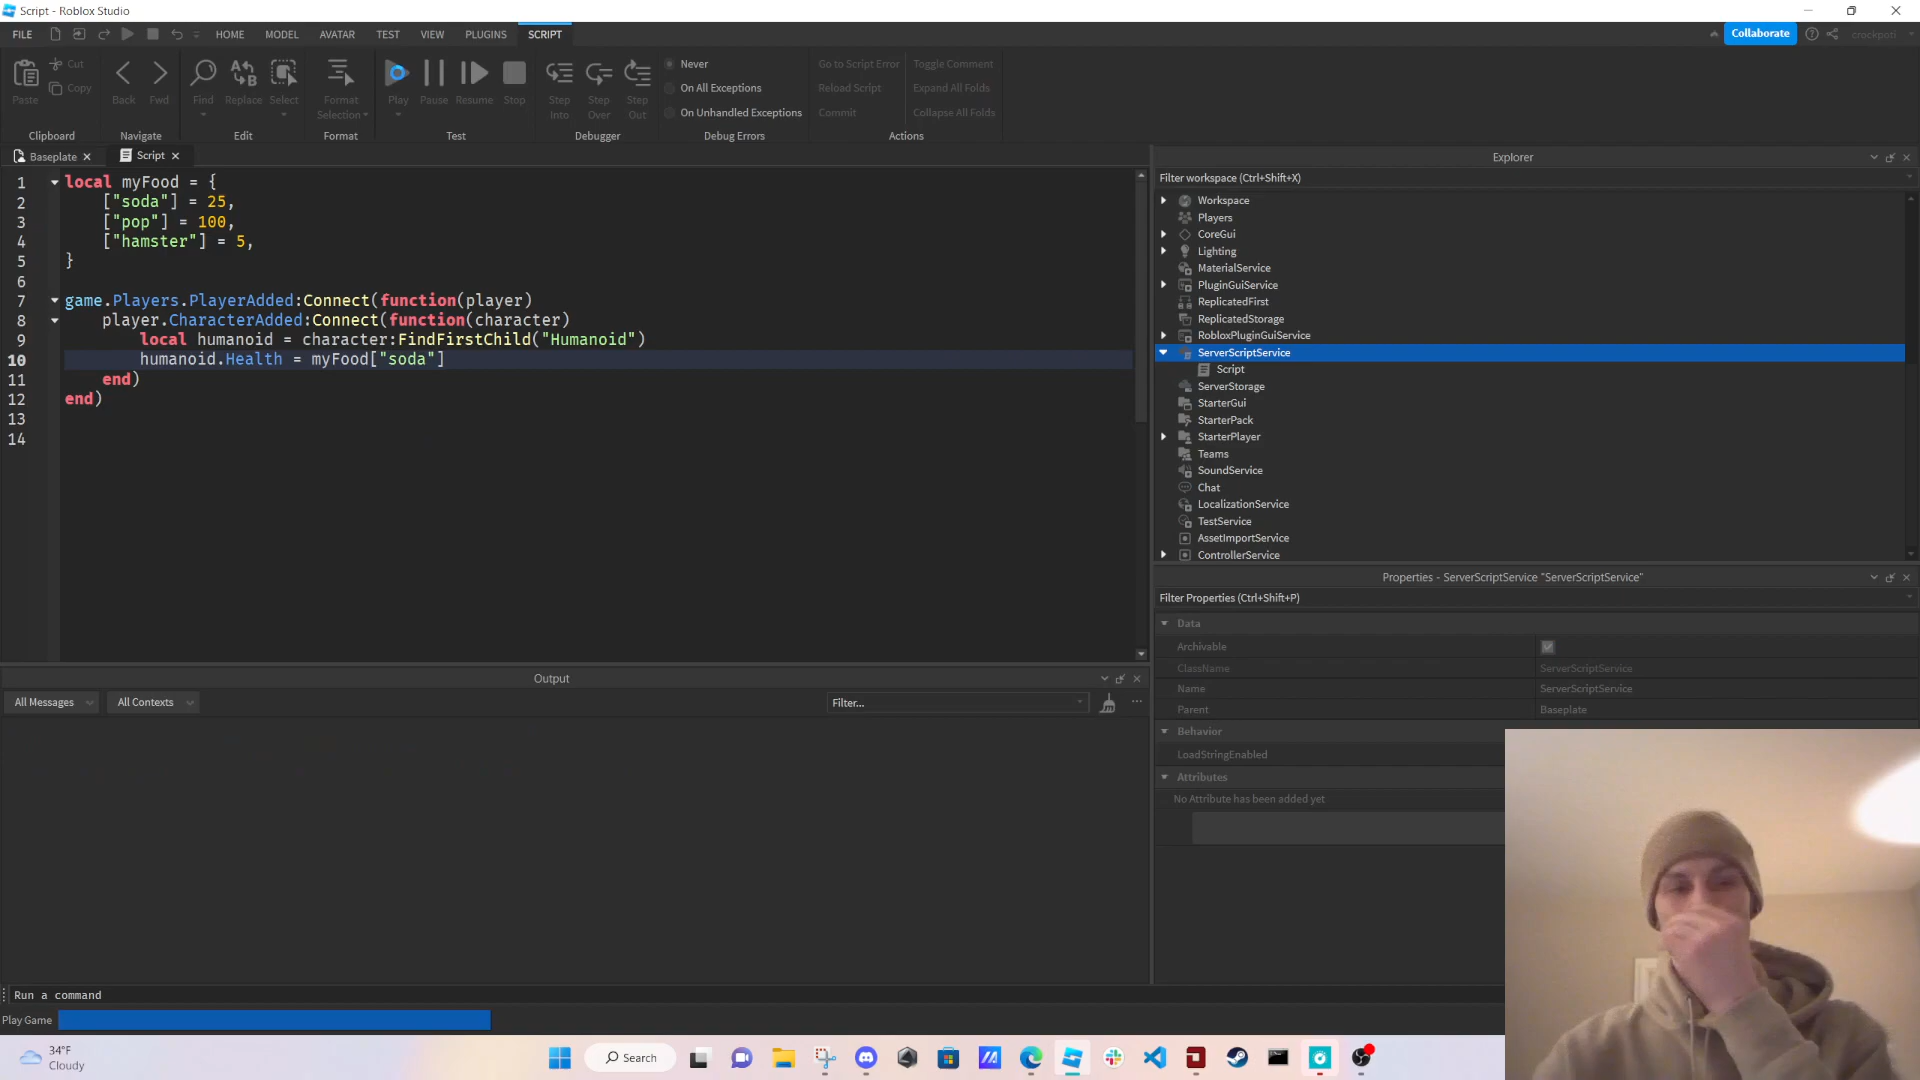 Script - Roblox Studio
FILE HOME MODEL AVATAR TEST VIEW PLUGINS SCRIPT Collaborate crockpoti
Paste Cut Copy Back Fwd Find Replace Select Format Selection Play Pause Resume Stop Step Into Step Over Step Out
Never Go to Script Error Toggle Comment
On All Exceptions Reload Script Expand All Folds
On Unhandled Exceptions Commit Collapse All Folds
Clipboard Navigate Edit Format Test Debugger Debug Errors Actions
Baseplate Script
1 local myFood = {
2 ["soda"] = 25,
3 ["pop"] = 100,
4 ["hamster"] = 5,
5 }
6
7 game.Players.PlayerAdded:Connect(function(player)
8 player.CharacterAdded:Connect(function(character)
9 local humanoid = character:FindFirstChild("Humanoid")
10 humanoid.Health = myFood["soda"]
11 end)
12 end)
13
14
Explorer
Filter workspace (Ctrl+Shift+X)
Workspace
Players
CoreGui
Lighting
MaterialService
PluginGuiService
ReplicatedFirst
ReplicatedStorage
RobloxPluginGuiService
ServerScriptService
Script
ServerStorage
StarterGui
StarterPack
StarterPlayer
Teams
SoundService
Chat
LocalizationService
TestService
AssetImportService
ControllerService
Properties - ServerScriptService "ServerScriptService"
Filter Properties (Ctrl+Shift+P)
Data
Archivable
ClassName ServerScriptService
Name ServerScriptService
Parent Baseplate
Behavior
LoadStringEnabled
Attributes
No Attribute has been added yet
Output
All Messages All Contexts Filter...
Run a command
Play Game
34°F
Cloudy
Search